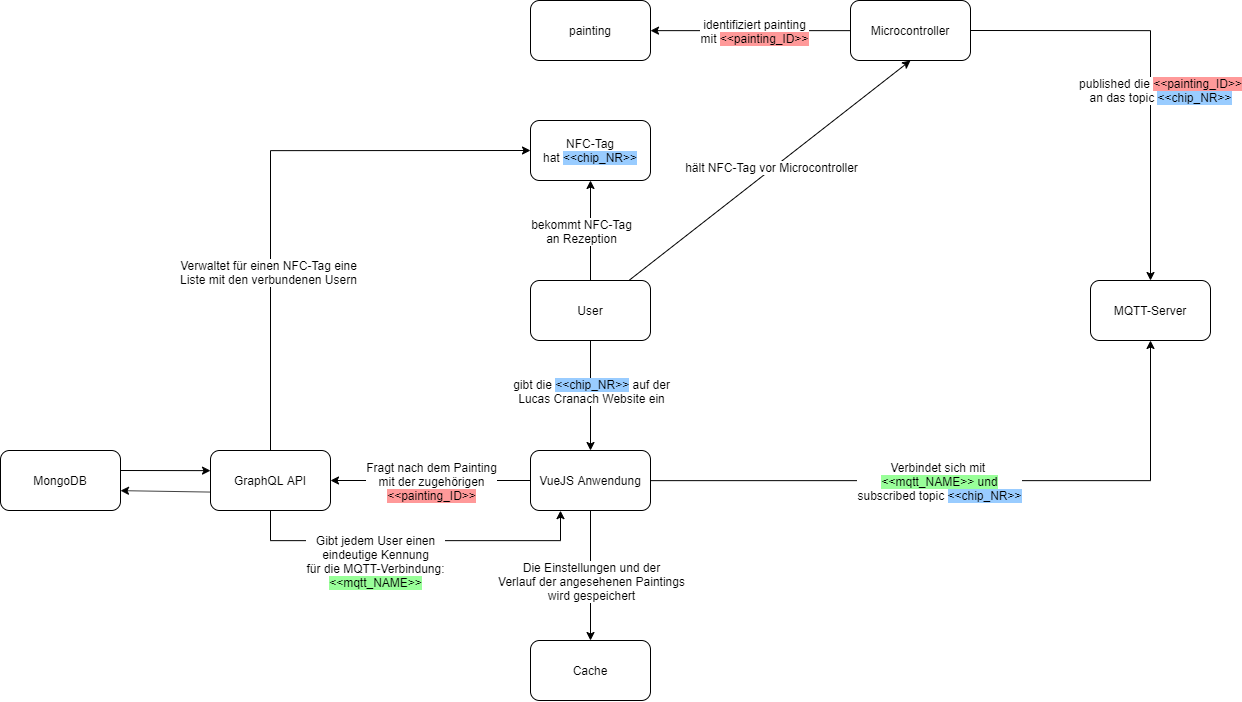 painting
identifiziert painting
mit <<painting_ID>>
Microcontroller
published die <<painting_ID>>
an das topic <<chip_NR>>
NFC-Tag
hat <<chip_NR>>
hält NFC-Tag vor Microcontroller
bekommt NFC-Tag
an Rezeption
Verwaltet für einen NFC-Tag eine
Liste mit den verbundenen Usern
User
MQTT-Server
gibt die <<chip_NR>> auf der
Lucas Cranach Website ein
MongoDB
GraphQL API
Fragt nach dem Painting
mit der zugehörigen
<<painting_ID>>
VueJS Anwendung
Verbindet sich mit
<<mqtt_NAME>> und
subscribed topic <<chip_NR>>
Gibt jedem User einen
eindeutige Kennung
für die MQTT-Verbindung:
<<mqtt_NAME>>
Die Einstellungen und der
Verlauf der angesehenen Paintings
wird gespeichert
Cache